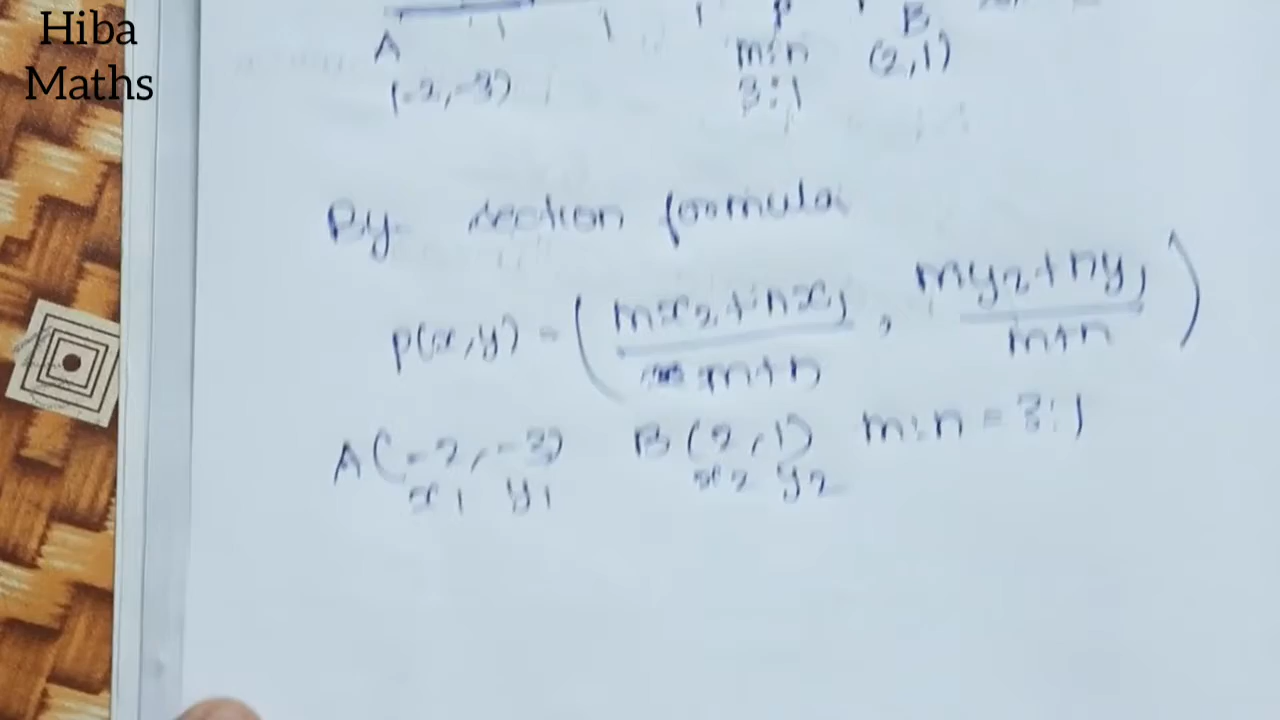 Hiba
Maths
A P B
m:n (2,1)
(-2,-3) 3:1
By section formula
P(x,y) = ( mx2+nx1 / m+n , my2+ny1 / m+n )
A(-2,-3) B(2,1) m:n = 3:1
x1 y1 x2 y2